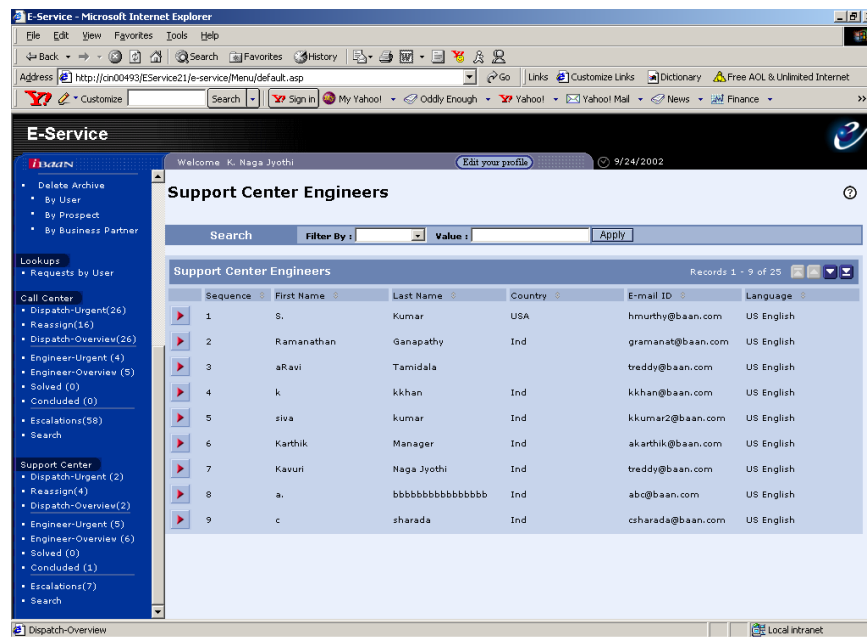 E-Service - Microsoft Internet Explorer
File Edit View Favorites Tools Help
Back Search Favorites History
Address http://cin00493/EService21/e-service/Menu/default.asp Go Links Customize Links Dictionary Free AOL & Unlimited Internet
Y! Customize Search Sign in My Yahoo! Oddly Enough Yahoo! Yahoo! Mail News Finance »
E-Service
iBaan Welcome K. Naga Jyothi Edit your profile 9/24/2002
Delete Archive
By User
By Prospect
By Business Partner
Lookups
Requests by User
Call Center
Dispatch-Urgent(26)
Reassign(16)
Dispatch-Overview(26)
Engineer-Urgent (4)
Engineer-Overview (5)
Solved (0)
Concluded (0)
Escalations(58)
Search
Support Center
Dispatch-Urgent (2)
Reassign(4)
Dispatch-Overview(2)
Engineer-Urgent (5)
Engineer-Overview (6)
Solved (0)
Concluded (1)
Escalations(7)
Search
Support Center Engineers ?
Search Filter By : Value : Apply
Support Center Engineers Records 1 - 9 of 25
Sequence First Name Last Name Country E-mail ID Language
1 S. Kumar USA hmurthy@baan.com US English
2 Ramanathan Ganapathy Ind gramanat@baan.com US English
3 aRavi Tamidala treddy@baan.com US English
4 k kkhan Ind kkhan@baan.com US English
5 siva kumar Ind kkumar2@baan.com US English
6 Karthik Manager Ind akarthik@baan.com US English
7 Kavuri Naga Jyothi Ind treddy@baan.com US English
8 a. bbbbbbbbbbbbbbbb Ind abc@baan.com US English
9 c sharada Ind csharada@baan.com US English
Dispatch-Overview Local intranet